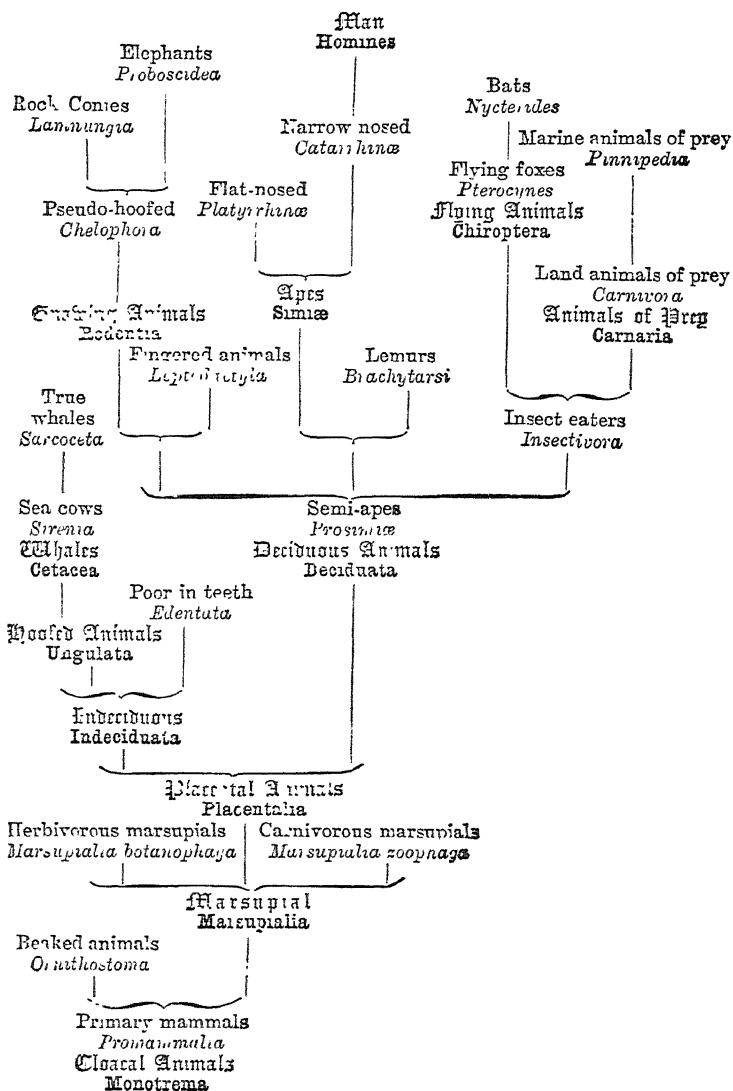 Man
Homines
Elephants
Proboscidea
Rock Conies
Lamnungia
Narrow nosed
Catarrhinæ
Bats
Nycterides
Marine animals of prey
Pinnipedia
Flying foxes
Pterocynes
Flying Animals
Chiroptera
Flat-nosed
Platyrrhinæ
Pseudo-hoofed
Chelophora
Apes
Simiæ
Land animals of prey
Carnivora
Animals of Prey
Carnaria
Gnawing Animals
Rodentia
Fingered animals
Leptodactyla
Lemurs
Brachytarsi
True
whales
Sarcoceta
Insect eaters
Insectivora
Sea cows
Sirenia
Whales
Cetacea
Semi-apes
Prosimiæ
Deciduous Animals
Deciduata
Poor in teeth
Edentata
Hoofed Animals
Ungulata
Indeciduous
Indeciduata
Placental Animals
Placentalia
Herbivorous marsupials
Marsupialia botanophaga
Carnivorous marsupials
Marsupialia zoophaga
Marsupial
Marsupialia
Beaked animals
Ornithostoma
Primary mammals
Promammalia
Cloacal Animals
Monotrema